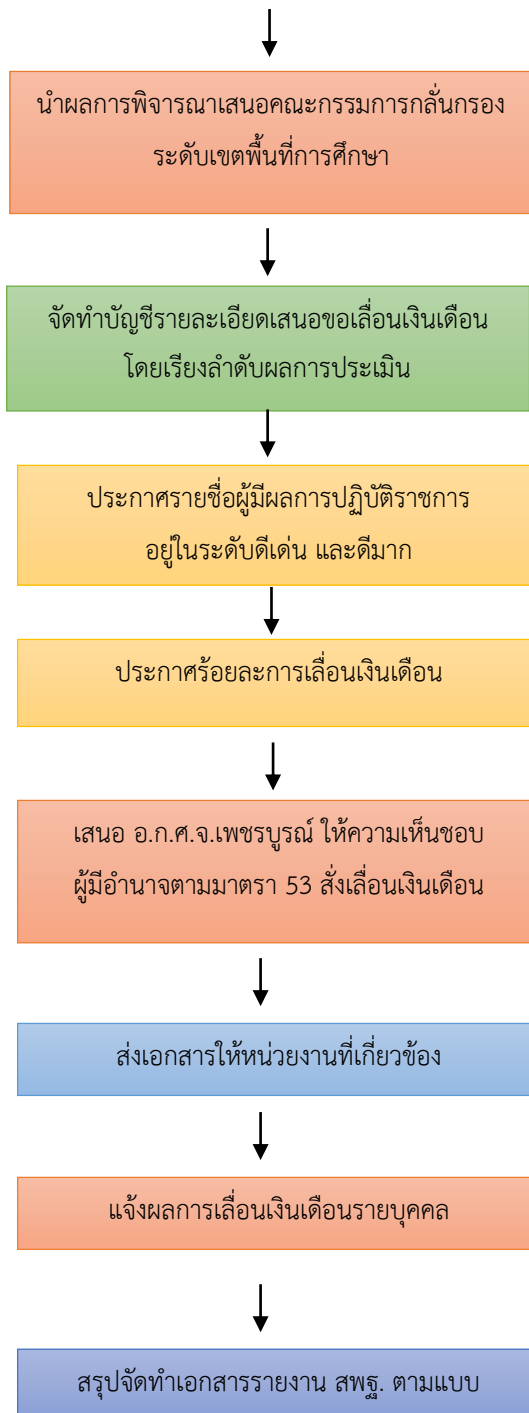 นำผลการพิจารณาเสนอคณะกรรมการกลั่นกรอง
ระดับเขตพื้นที่การศึกษา
จัดทำบัญชีรายละเอียดเสนอขอเลื่อนเงินเดือน
โดยเรียงลำดับผลการประเมิน
ประกาศรายชื่อผู้มีผลการปฏิบัติราชการ
อยู่ในระดับดีเด่น และดีมาก
ประกาศร้อยละการเลื่อนเงินเดือน
เสนอ อ.ก.ศ.จ.เพชรบูรณ์ ให้ความเห็นชอบ
ผู้มีอำนาจตามมาตรา 53 สั่งเลื่อนเงินเดือน
ส่งเอกสารให้หน่วยงานที่เกี่ยวข้อง
แจ้งผลการเลื่อนเงินเดือนรายบุคคล
สรุปจัดทำเอกสารรายงาน สพฐ. ตามแบบ